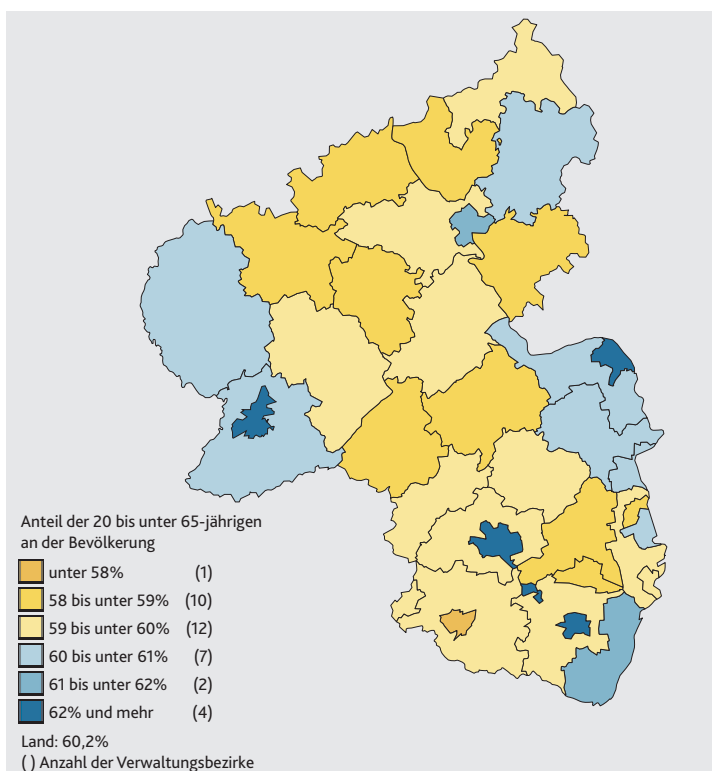 Anteil der 20 bis unter 65-jährigen
an der Bevölkerung
unter 58% (1)
58 bis unter 59% (10)
59 bis unter 60% (12)
60 bis unter 61% (7)
61 bis unter 62% (2)
62% und mehr (4)
Land: 60,2%
( ) Anzahl der Verwaltungsbezirke